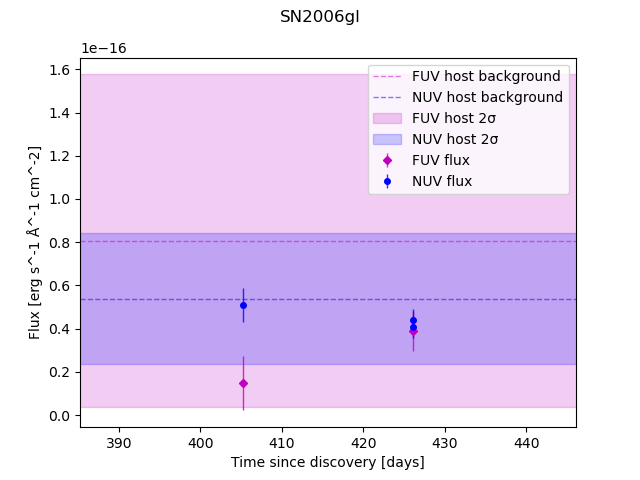 SN2006gl
1e−16
FUV host background
NUV host background
FUV host 2σ
NUV host 2σ
FUV flux
NUV flux
1.6
1.4
1.2
1.0
0.8
0.6
0.4
0.2
0.0
Flux [erg s^-1 Å^-1 cm^-2]
390
400
410
420
430
440
Time since discovery [days]